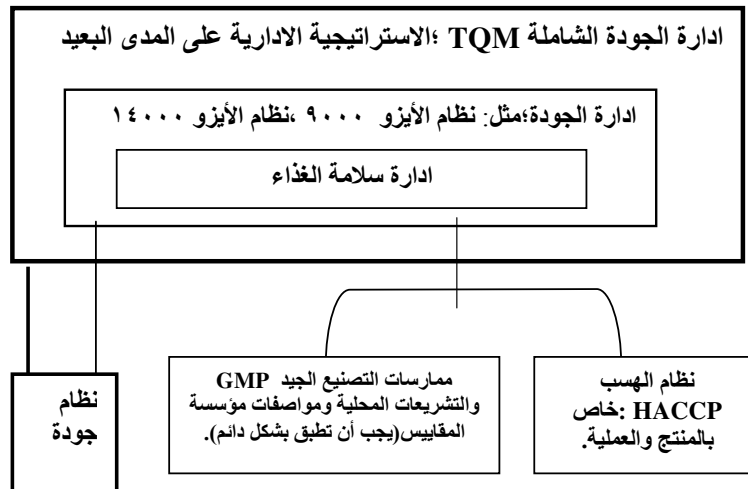 ادارة الجودة الشاملة TQM ؛الاستراتيجية الادارية على المدى البعيد
ادارة الجودة؛مثل: نظام الأيزو ٩٠٠٠ ،نظام الأيزو ١٤٠٠٠
ادارة سلامة الغذاء
نظام الهسب
HACCP :خاص
بالمنتج والعملية.
ممارسات التصنيع الجيد GMP
والتشريعات المحلية ومواصفات مؤسسة
المقاييس(يجب أن تطبق بشكل دائم).
نظام
جودة